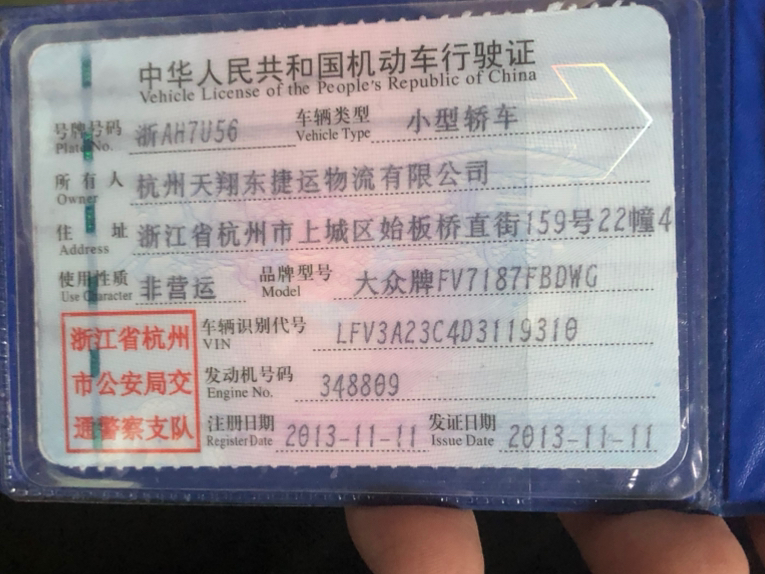 中华人民共和国机动车行驶证
Vehicle License of the People's Republic of China
号牌号码 浙AH7U56 车辆类型 小型轿车
Plate No. Vehicle Type
所有人 杭州天翔东捷运物流有限公司
Owner
住址 浙江省杭州市上城区始板桥直街159号22幢4
Address
使用性质 非营运 品牌型号 大众牌FV7187FBDWG
Use Character Model
浙江省杭州
市公安局交
通警察支队
车辆识别代号 LFV3A23C4D3119310
VIN
发动机号码 348809
Engine No.
注册日期 2013-11-11 发证日期 2013-11-11
Register Date Issue Date